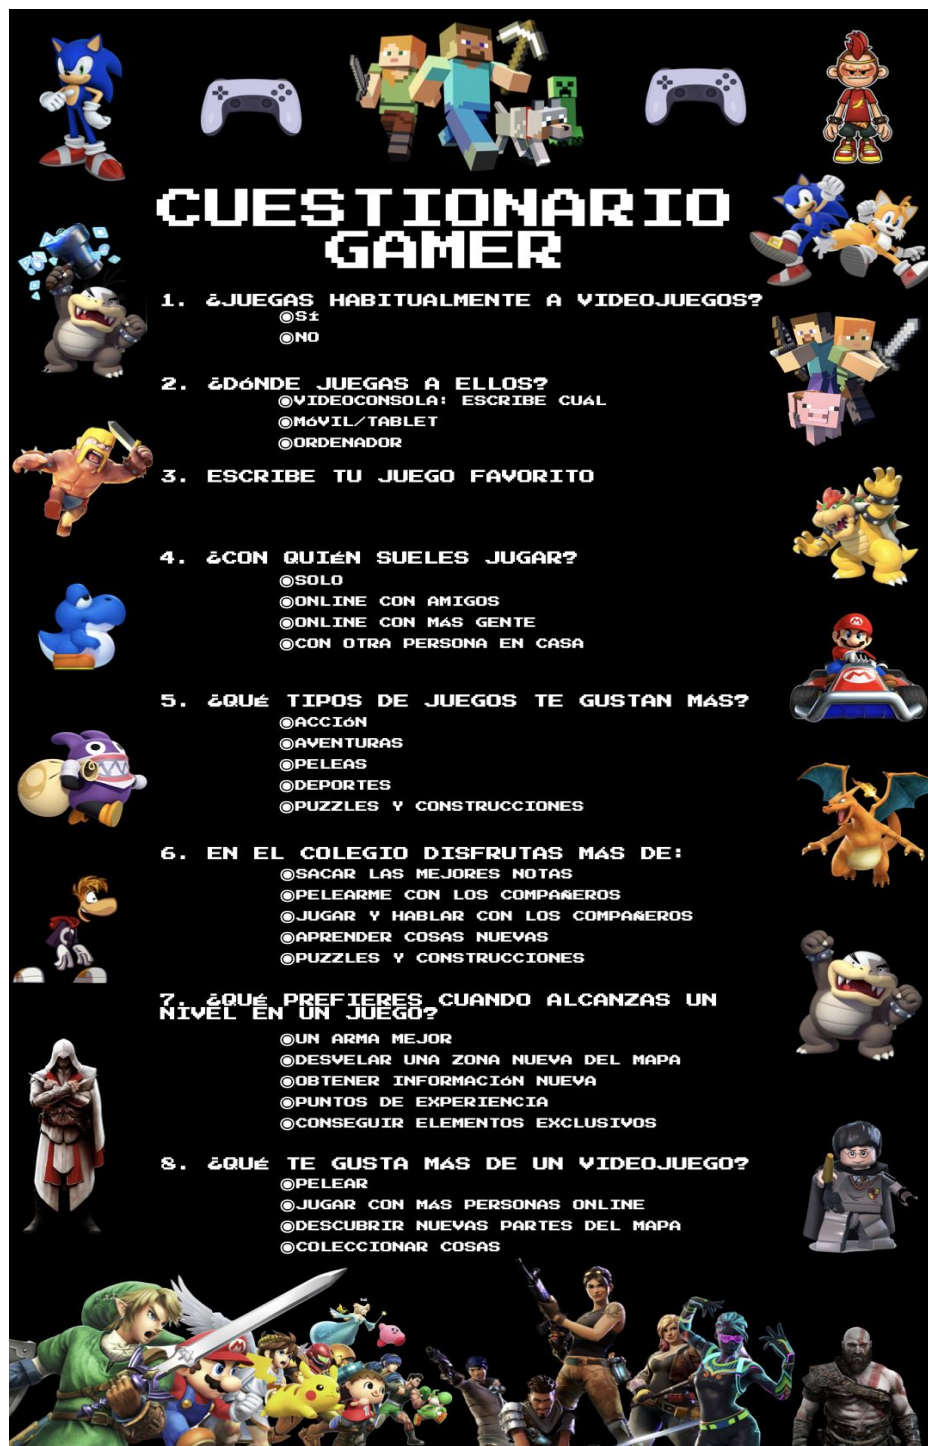 CUESTIONARIO
GAMER
1. ¿JUEGAS HABITUALMENTE A VIDEOJUEGOS?
◉Sí
◉NO
2. ¿DóNDE JUEGAS A ELLOS?
◉VIDEOCONSOLA: ESCRIBE CUáL
◉MóVIL/TABLET
◉ORDENADOR
3. ESCRIBE TU JUEGO FAVORITO
4. ¿CON QUIéN SUELES JUGAR?
◉SOLO
◉ONLINE CON AMIGOS
◉ONLINE CON MáS GENTE
◉CON OTRA PERSONA EN CASA
5. ¿QUé TIPOS DE JUEGOS TE GUSTAN MáS?
◉ACCIóN
◉AVENTURAS
◉PELEAS
◉DEPORTES
◉PUZZLES Y CONSTRUCCIONES
6. EN EL COLEGIO DISFRUTAS MáS DE:
◉SACAR LAS MEJORES NOTAS
◉PELEARME CON LOS COMPAñEROS
◉JUGAR Y HABLAR CON LOS COMPAñEROS
◉APRENDER COSAS NUEVAS
◉PUZZLES Y CONSTRUCCIONES
7. ¿QUé PREFIERES CUANDO ALCANZAS UN
NIVEL EN UN JUEGO?
◉UN ARMA MEJOR
◉DESVELAR UNA ZONA NUEVA DEL MAPA
◉OBTENER INFORMACIóN NUEVA
◉PUNTOS DE EXPERIENCIA
◉CONSEGUIR ELEMENTOS EXCLUSIVOS
8. ¿QUé TE GUSTA MáS DE UN VIDEOJUEGO?
◉PELEAR
◉JUGAR CON MáS PERSONAS ONLINE
◉DESCUBRIR NUEVAS PARTES DEL MAPA
◉COLECCIONAR COSAS